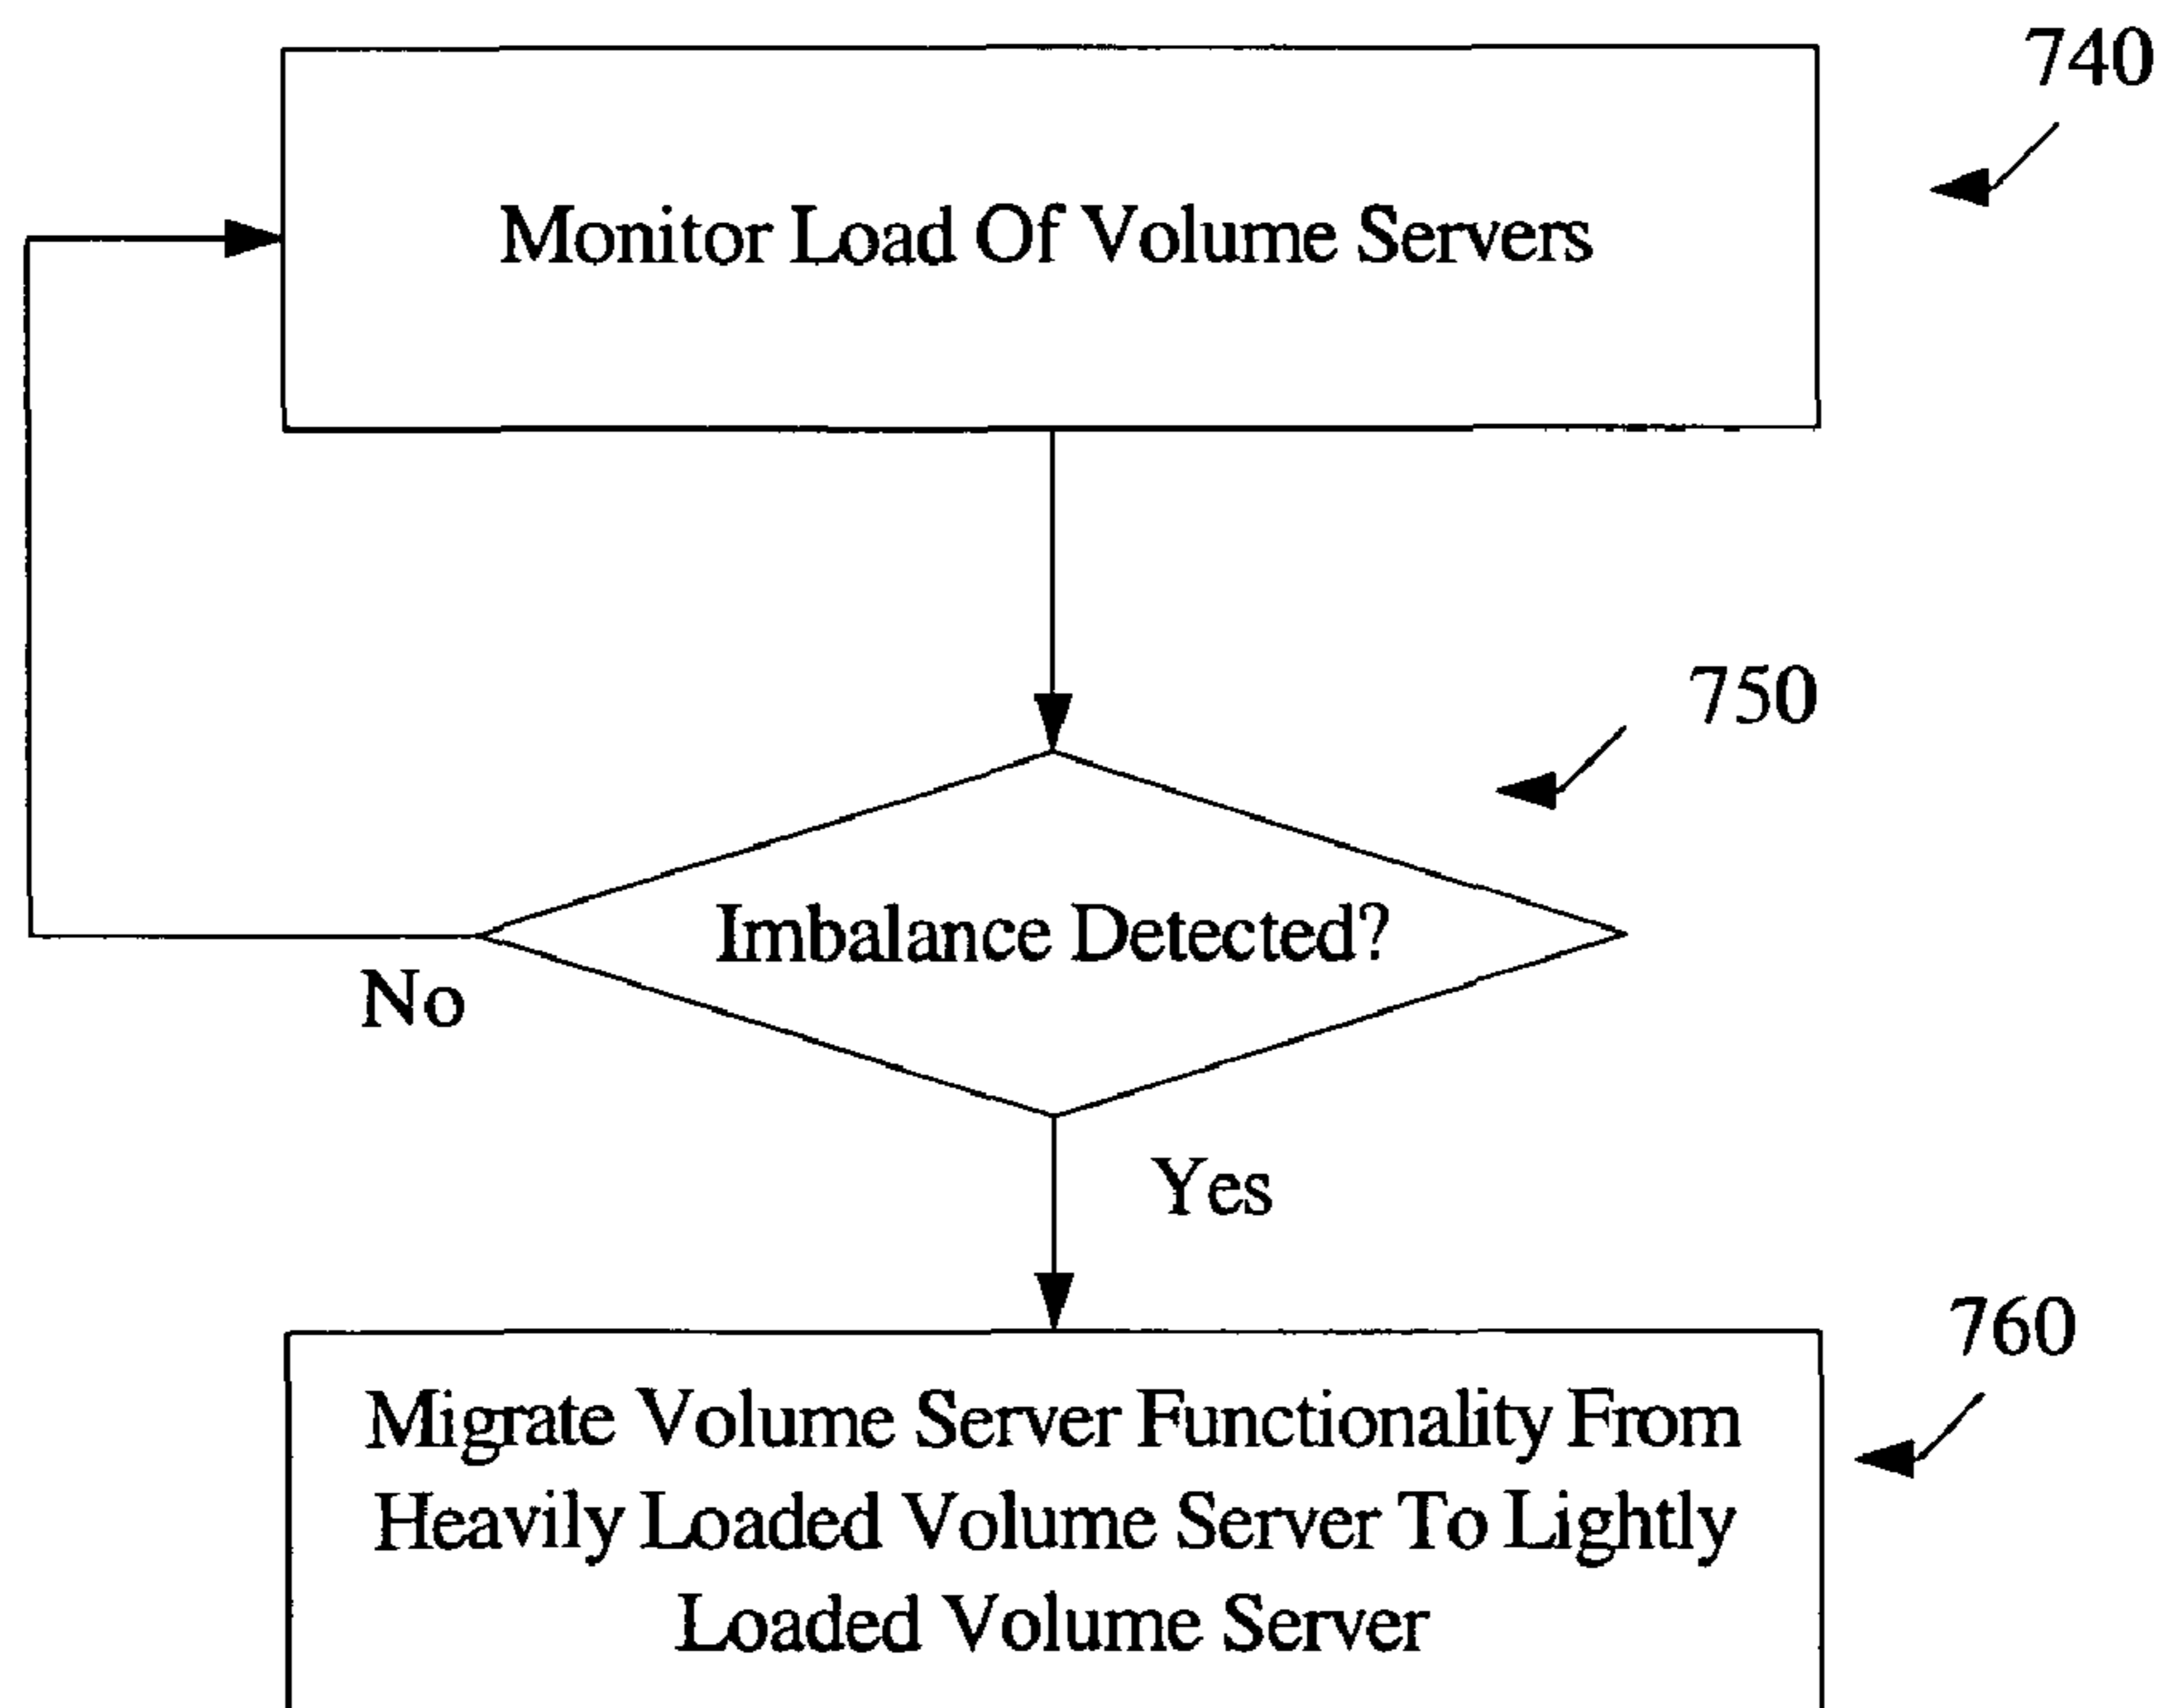 740
Monitor Load Of Volume Servers
750
Imbalance Detected?
No
Yes
760
Migrate Volume Server Functionality From
Heavily Loaded Volume Server To Lightly
Loaded Volume Server